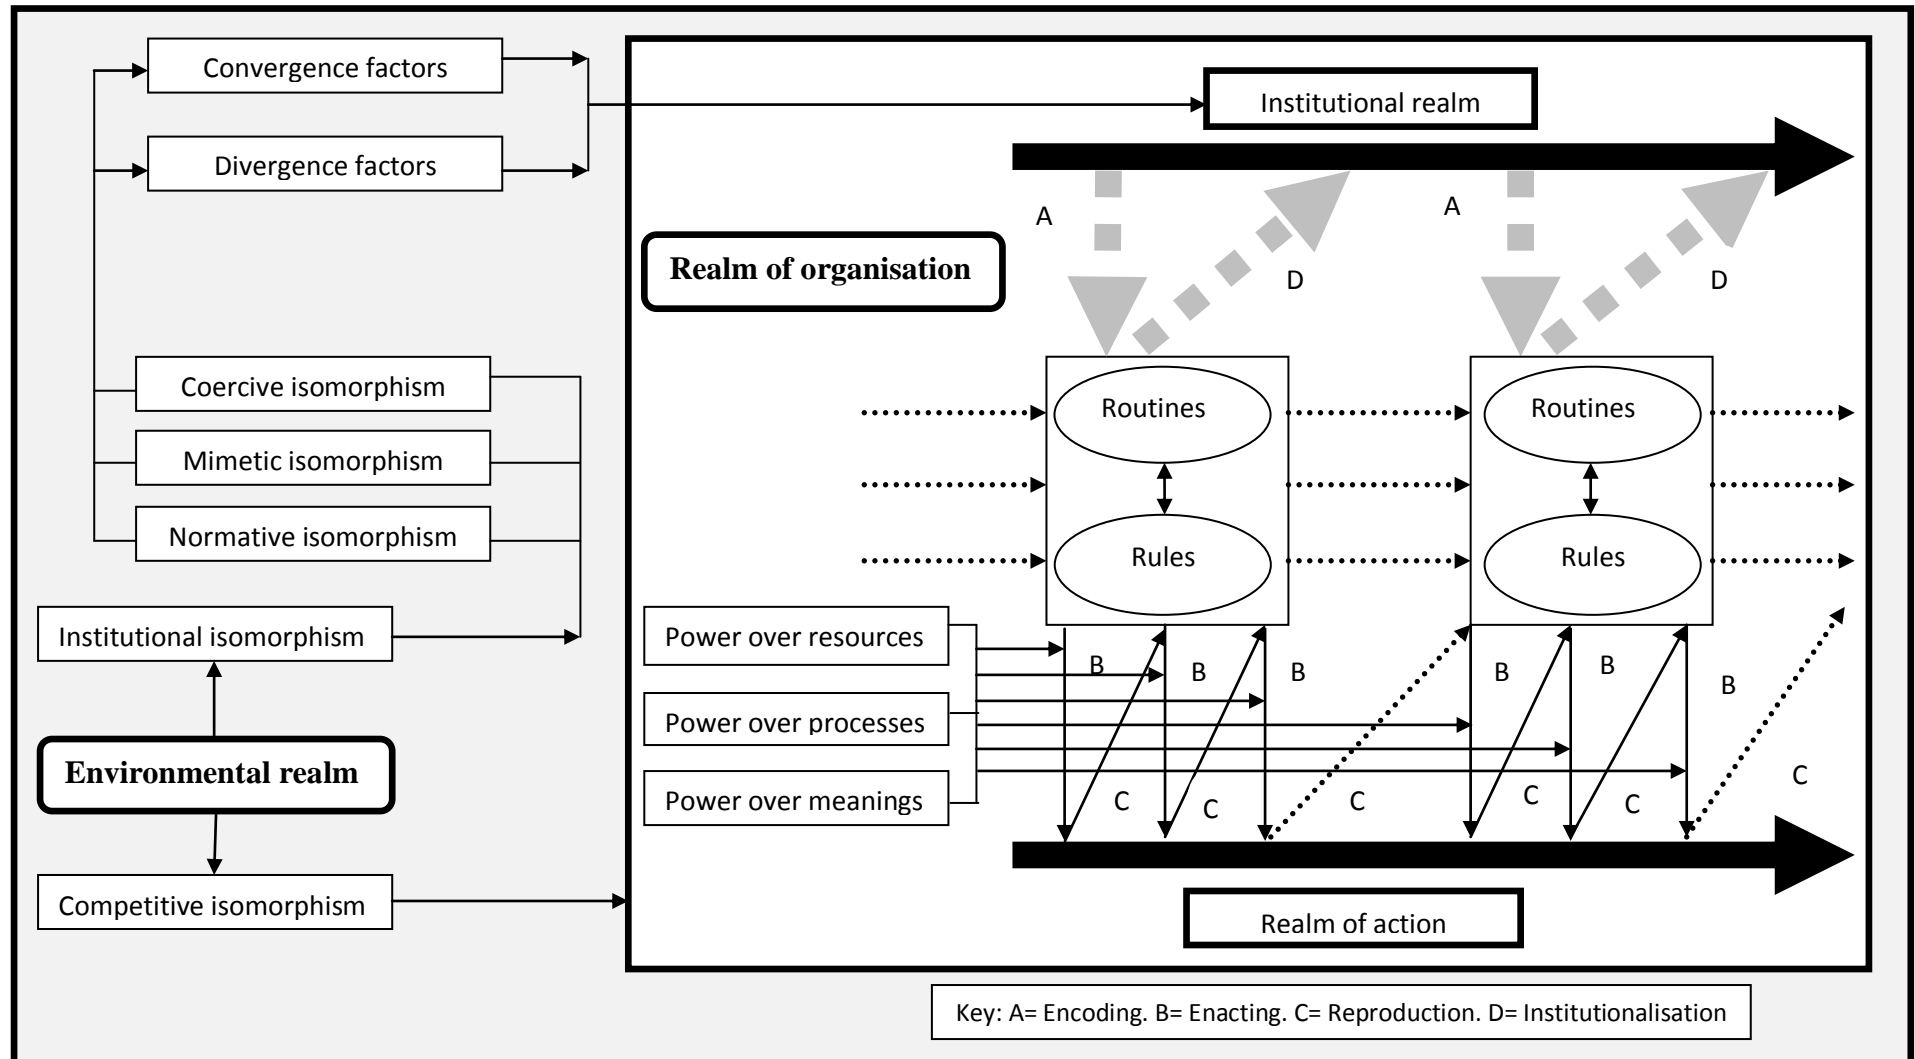 Convergence factors
Divergence factors
Coercive isomorphism
Mimetic isomorphism
Normative isomorphism
Institutional isomorphism
Environmental realm
Competitive isomorphism
Institutional realm
Realm of organisation
A
D
A
D
Routines
Rules
Routines
Rules
Power over resources
Power over processes
Power over meanings
B
B
B
B
B
B
C
C
C
C
C
C
Realm of action
Key: A= Encoding. B= Enacting. C= Reproduction. D= Institutionalisation